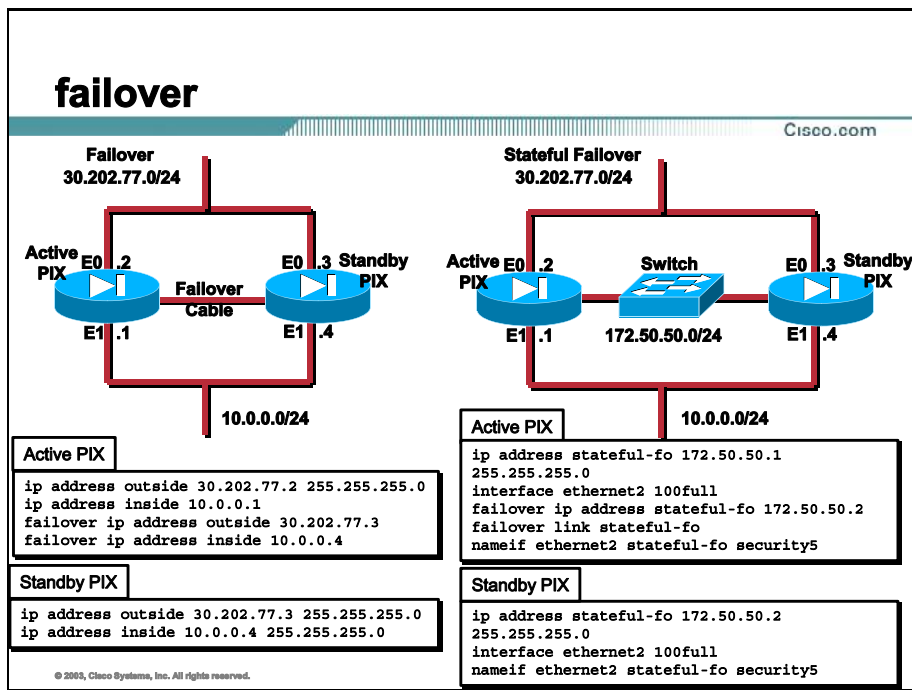 failover
Cisco.com
Failover
30.202.77.0/24
Active
PIX
E0 .2
E0 .3
Standby
PIX
Failover
Cable
E1 .1
E1 .4
10.0.0.0/24
Active PIX
ip address outside 30.202.77.2 255.255.255.0
ip address inside 10.0.0.1
failover ip address outside 30.202.77.3
failover ip address inside 10.0.0.4
Standby PIX
ip address outside 30.202.77.3 255.255.255.0
ip address inside 10.0.0.4 255.255.255.0
Stateful Failover
30.202.77.0/24
Active
PIX
E0 .2
Switch
E0 .3
Standby
PIX
E1 .1
172.50.50.0/24
E1 .4
10.0.0.0/24
Active PIX
ip address stateful-fo 172.50.50.1
255.255.255.0
interface ethernet2 100full
failover ip address stateful-fo 172.50.50.2
failover link stateful-fo
nameif ethernet2 stateful-fo security5
Standby PIX
ip address stateful-fo 172.50.50.2
255.255.255.0
interface ethernet2 100full
nameif ethernet2 stateful-fo security5
© 2003, Cisco Systems, Inc. All rights reserved.